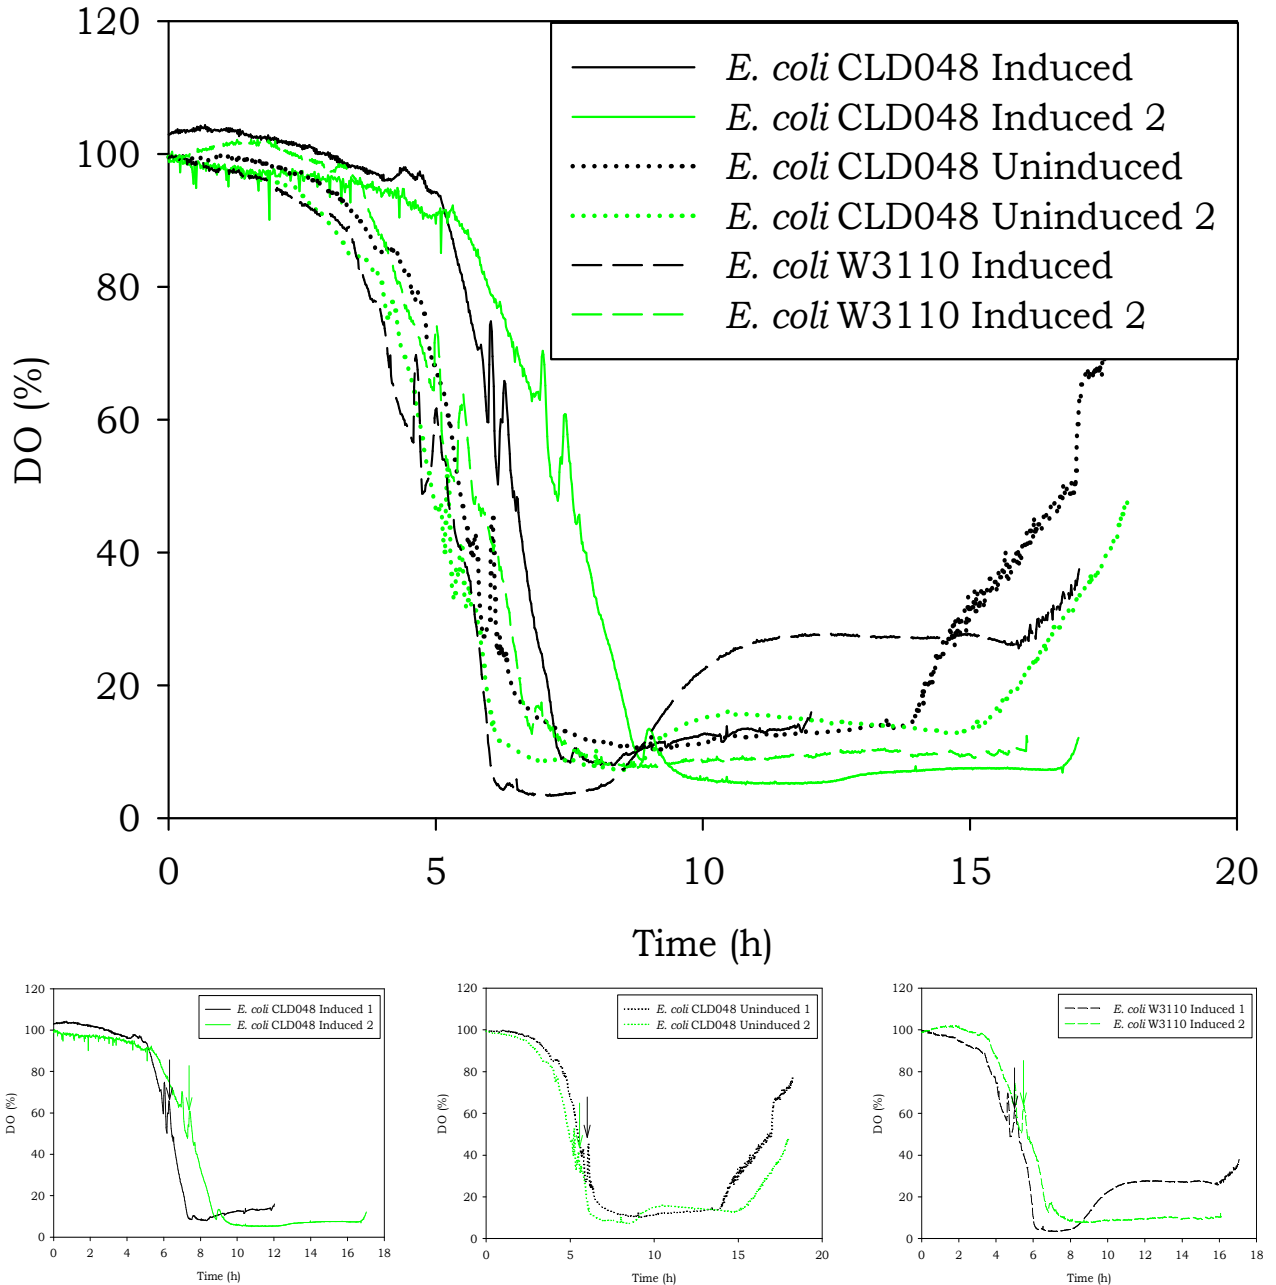 120
100
80
60
40
20
0
DO (%)
E. coli CLD048 Induced
E. coli CLD048 Induced 2
E. coli CLD048 Uninduced
E. coli CLD048 Uninduced 2
E. coli W3110 Induced
E. coli W3110 Induced 2
0 5 10 15 20
Time (h)
120
100
80
60
40
20
0
DO (%)
E. coli CLD048 Induced 1
E. coli CLD048 Induced 2
0 2 4 6 8 10 12 14 16 18
Time (h)
120
100
80
60
40
20
0
DO (%)
E. coli CLD048 Uninduced 1
E. coli CLD048 Uninduced 2
0 5 10 15 20
Time (h)
120
100
80
60
40
20
0
DO (%)
E. coli W3110 Induced 1
E. coli W3110 Induced 2
0 2 4 6 8 10 12 14 16 18
Time (h)